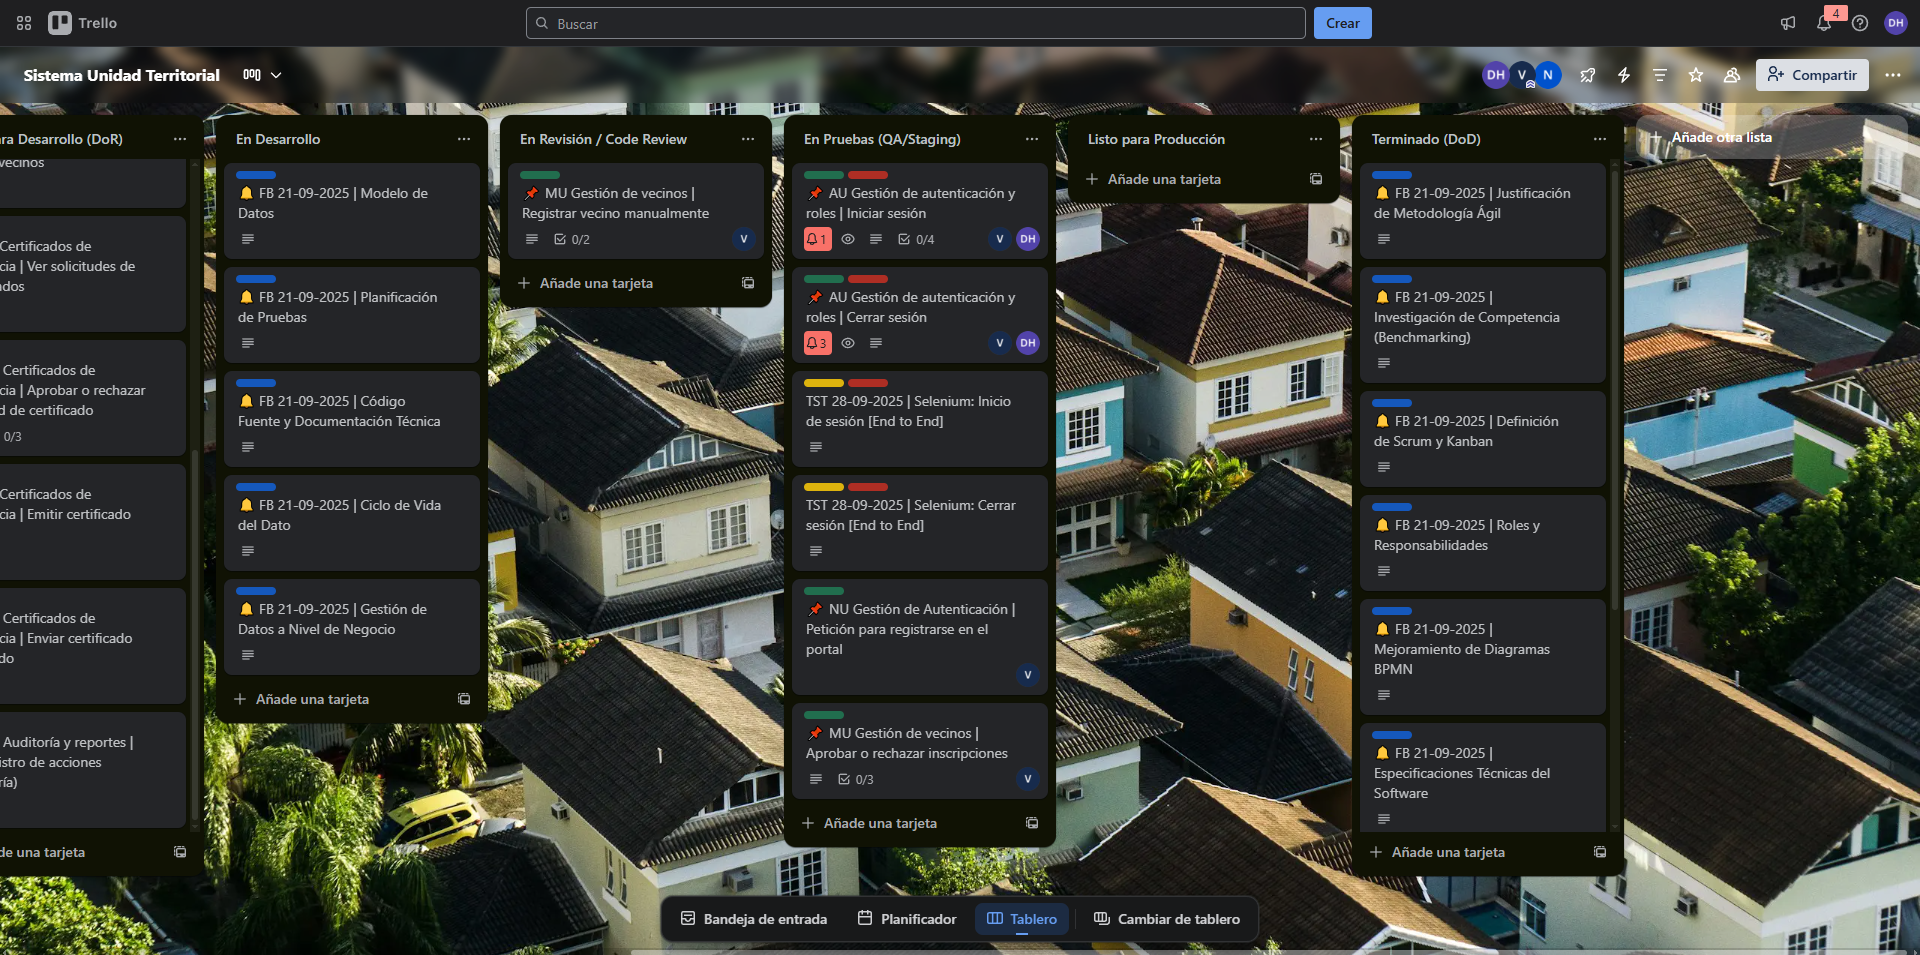 Trello
Buscar
Crear
4
DH
Sistema Unidad Territorial
DH
V
N
Compartir
ra Desarrollo (DoR)
vecinos
Certificados de
cia | Ver solicitudes de
ados
Certificados de
cia | Aprobar o rechazar
d de certificado
0/3
Certificados de
cia | Emitir certificado
Certificados de
cia | Enviar certificado
do
Auditoría y reportes |
stro de acciones
ría)
de una tarjeta
En Desarrollo
FB 21-09-2025 | Modelo de
Datos
FB 21-09-2025 | Planificación
de Pruebas
FB 21-09-2025 | Código
Fuente y Documentación Técnica
FB 21-09-2025 | Ciclo de Vida
del Dato
FB 21-09-2025 | Gestión de
Datos a Nivel de Negocio
Añade una tarjeta
En Revisión / Code Review
MU Gestión de vecinos |
Registrar vecino manualmente
0/2
V
Añade una tarjeta
En Pruebas (QA/Staging)
AU Gestión de autenticación y
roles | Iniciar sesión
1
0/4
V
DH
AU Gestión de autenticación y
roles | Cerrar sesión
3
V
DH
TST 28-09-2025 | Selenium: Inicio
de sesión [End to End]
TST 28-09-2025 | Selenium: Cerrar
sesión [End to End]
NU Gestión de Autenticación |
Petición para registrarse en el
portal
V
MU Gestión de vecinos |
Aprobar o rechazar inscripciones
0/3
V
Añade una tarjeta
Listo para Producción
Añade una tarjeta
Terminado (DoD)
FB 21-09-2025 | Justificación
de Metodología Ágil
FB 21-09-2025 |
Investigación de Competencia
(Benchmarking)
FB 21-09-2025 | Definición
de Scrum y Kanban
FB 21-09-2025 | Roles y
Responsabilidades
FB 21-09-2025 |
Mejoramiento de Diagramas
BPMN
FB 21-09-2025 |
Especificaciones Técnicas del
Software
Añade una tarjeta
Añade otra lista
Bandeja de entrada
Planificador
Tablero
Cambiar de tablero